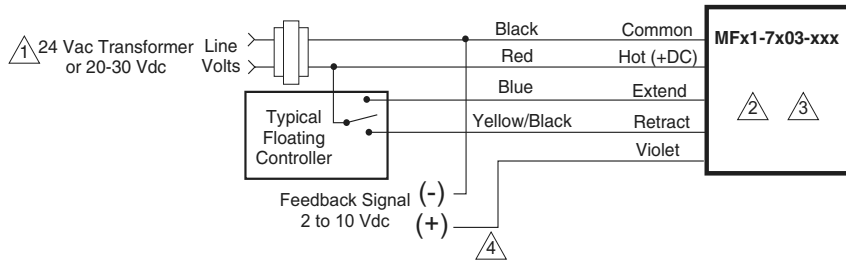 Black Common
1 24 Vac Transformer Line
or 20-30 Vdc Volts
Red Hot (+DC)
MFx1-7x03-xxx
Blue Extend
2 3
Typical
Floating
Controller
Yellow/Black Retract
Violet
Feedback Signal (-)
2 to 10 Vdc (+)
4